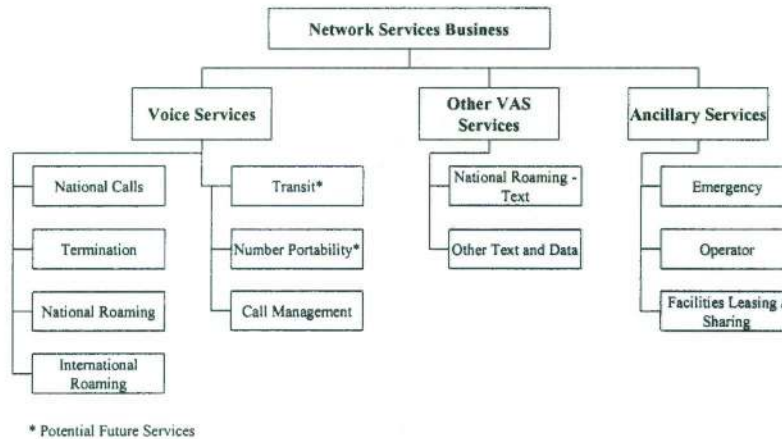 Network Services Business
Voice Services
Other VAS
Services
Ancillary Services
National Calls
Termination
National Roaming
International
Roaming
Transit*
Number Portability*
Call Management
National Roaming -
Text
Other Text and Data
Emergency
Operator
Facilities Leasing /
Sharing
* Potential Future Services